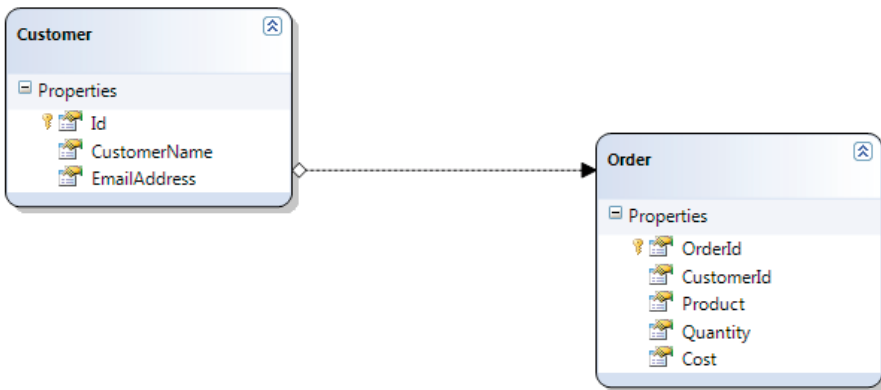 Customer
Properties
Id
CustomerName
EmailAddress
Order
Properties
OrderId
CustomerId
Product
Quantity
Cost